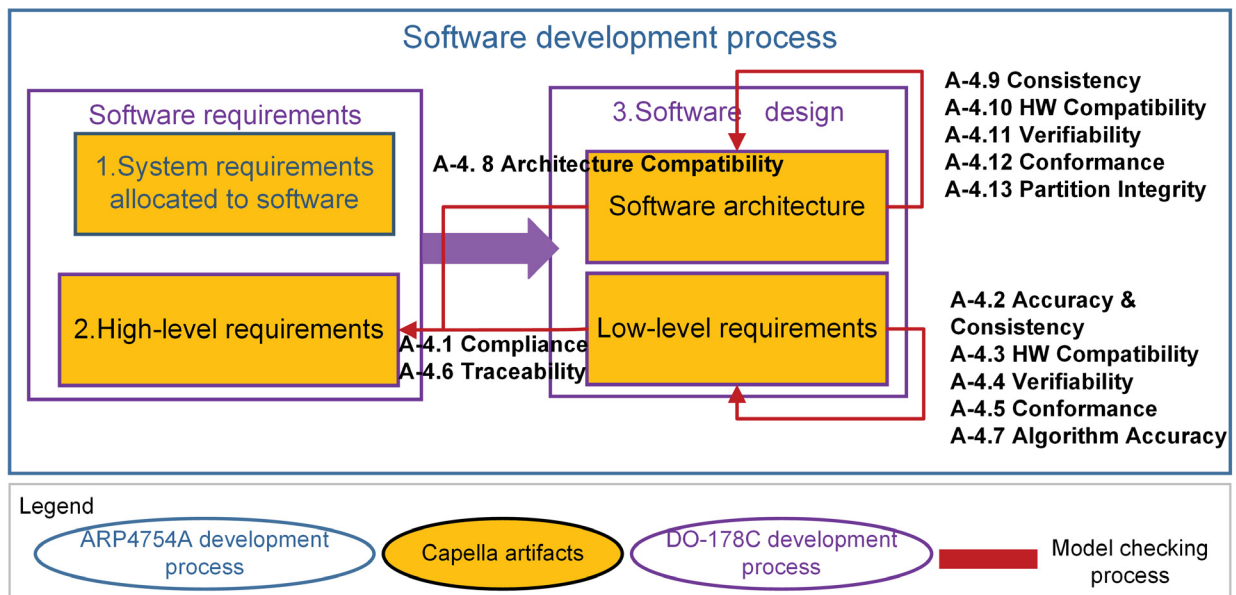 Software development process
Software requirements
1.System requirements
allocated to software
2.High-level requirements
3.Software design
A-4. 8 Architecture Compatibility
Software architecture
Low-level requirements
A-4.1 Compliance
A-4.6 Traceability
A-4.9 Consistency
A-4.10 HW Compatibility
A-4.11 Verifiability
A-4.12 Conformance
A-4.13 Partition Integrity
A-4.2 Accuracy &
Consistency
A-4.3 HW Compatibility
A-4.4 Verifiability
A-4.5 Conformance
A-4.7 Algorithm Accuracy
Legend
ARP4754A development
process
Capella artifacts
DO-178C development
process
Model checking
process